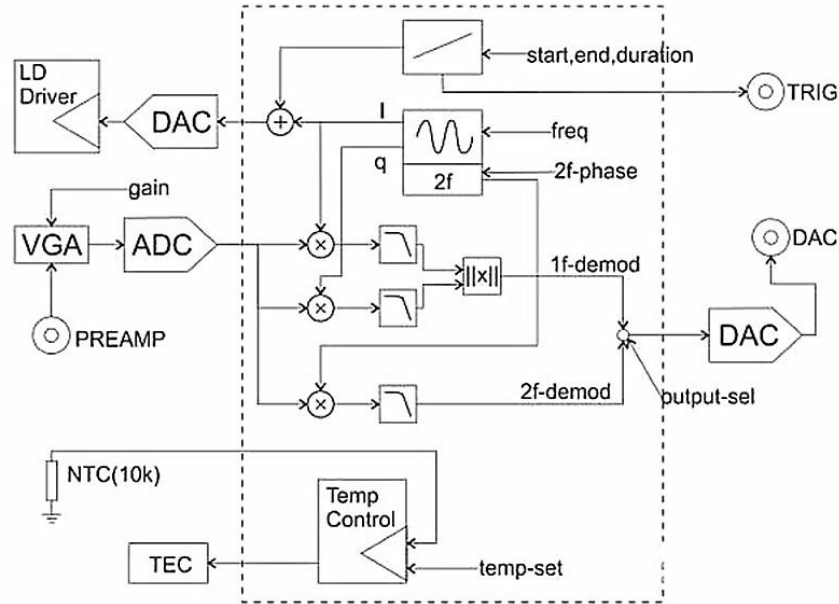 LD
Driver
DAC
start,end,duration
TRIG
I
freq
q
2f
2f-phase
gain
VGA
ADC
DAC
||x||
1f-demod
PREAMP
DAC
2f-demod
output-sel
NTC(10k)
Temp
Control
TEC
temp-set